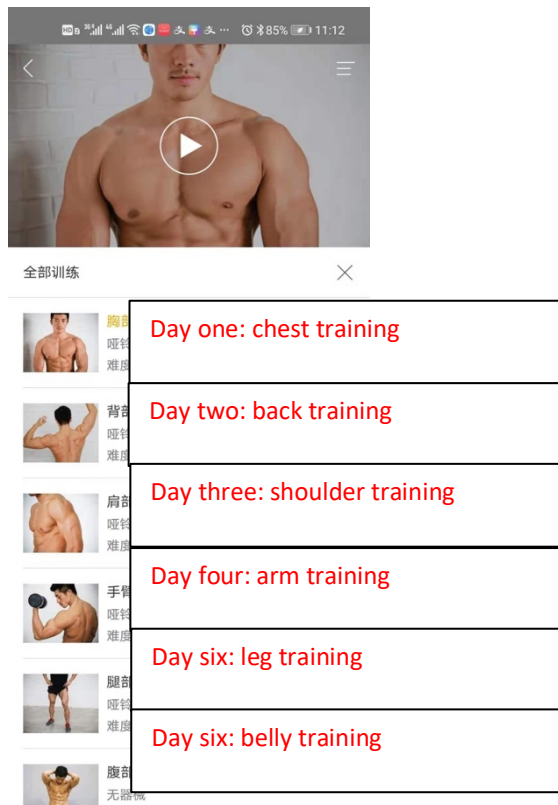 HD B 36 4G 85% 11:12
全部训练
胸部
哑铃
难度
Day one: chest training
背部
哑铃
难度
Day two: back training
肩部
哑铃
难度
Day three: shoulder training
手臂
哑铃
难度
Day four: arm training
腿部
哑铃
难度
Day six: leg training
腹部
无器械
Day six: belly training